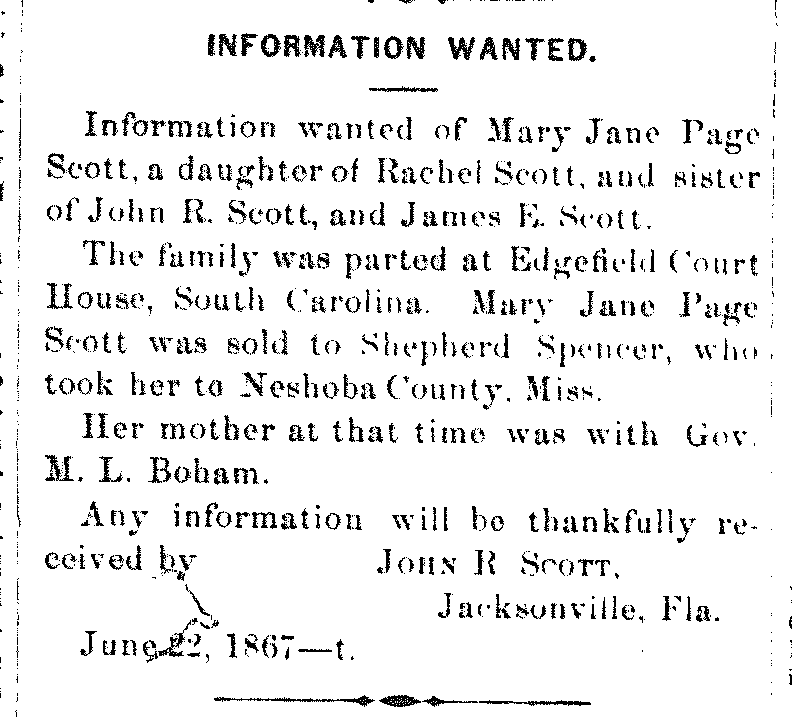 INFORMATION WANTED.
Information wanted of Mary Jane Page
Scott, a daughter of Rachel Scott, and sister
of John R. Scott, and James E. Scott.
The family was parted at Edgefield Court
House, South Carolina. Mary Jane Page
Scott was sold to Shepherd Spencer, who
took her to Neshoba County, Miss.
Her mother at that time was with Gov.
M. L. Boham.
Any information will be thankfully re-
ceived by JOHN R SCOTT,
Jacksonville, Fla.
June 22, 1867—t.